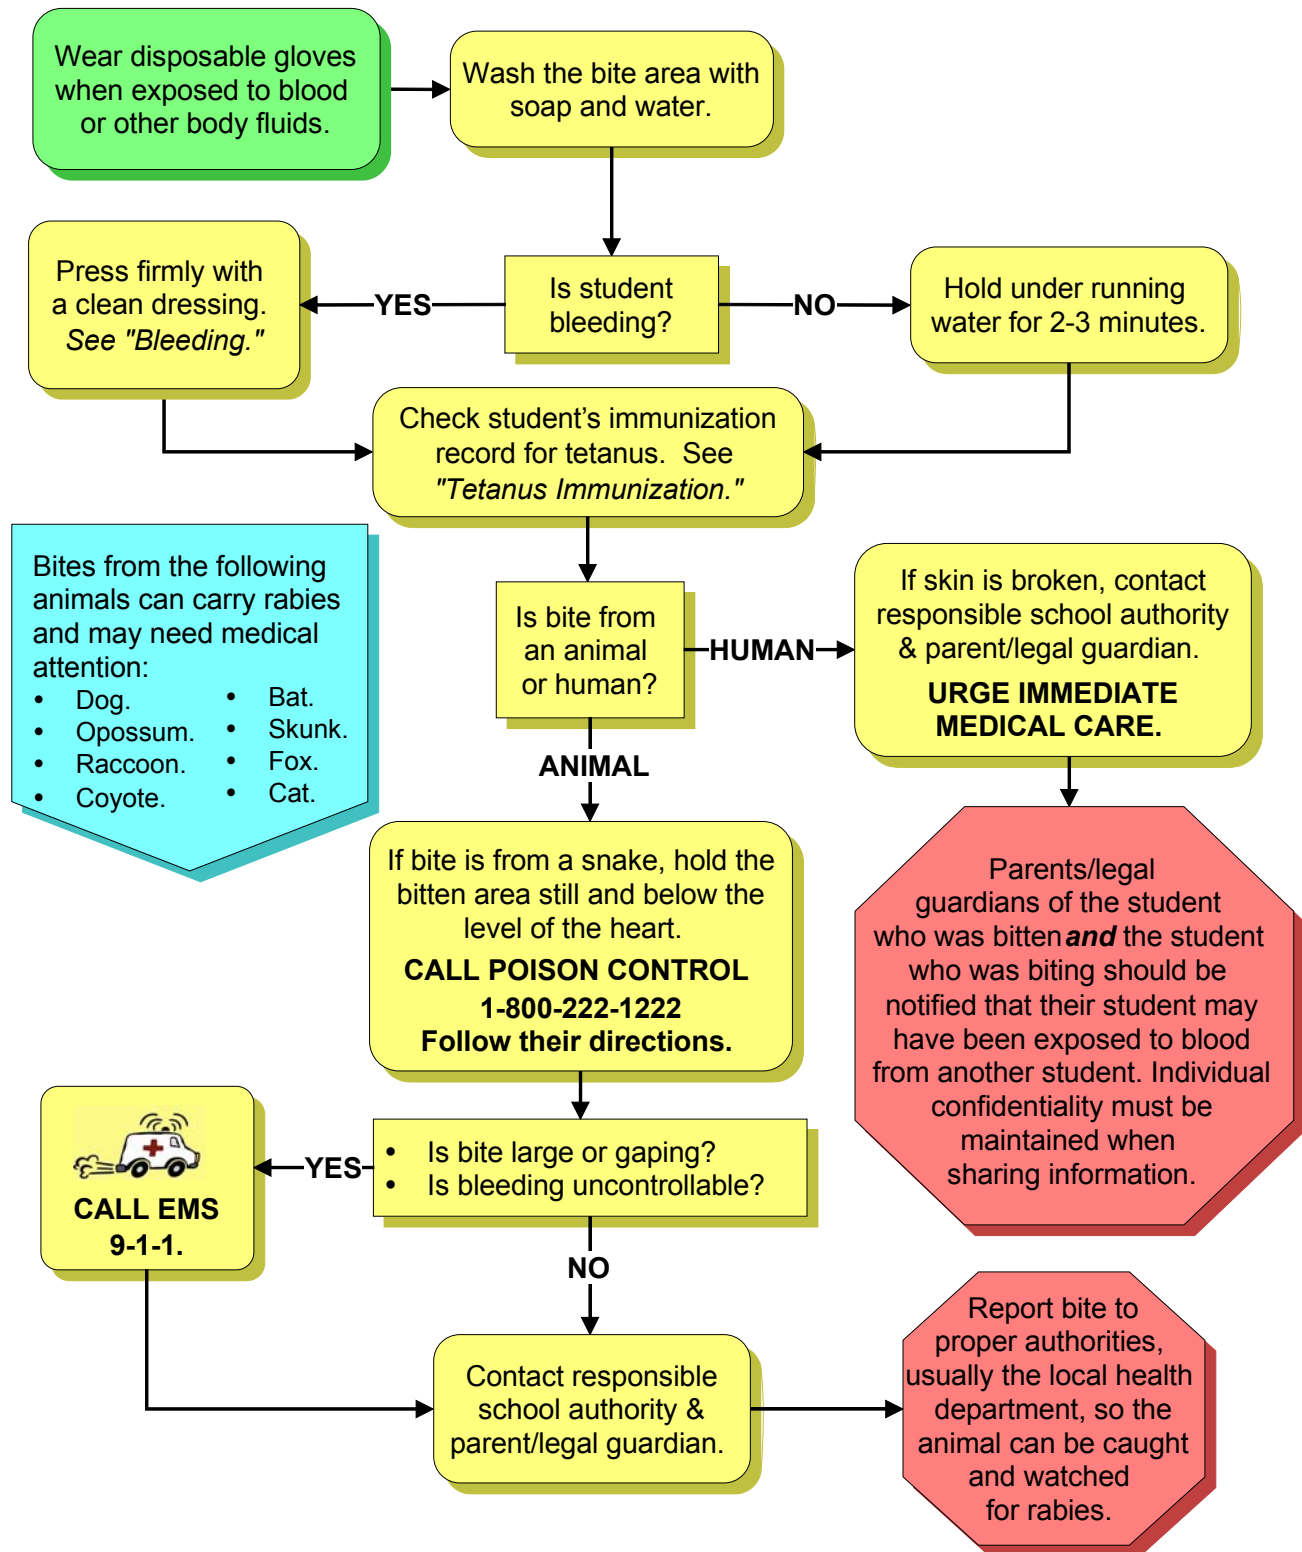 Wear disposable gloves
when exposed to blood
or other body fluids.
Wash the bite area with
soap and water.
Press firmly with
a clean dressing.
See "Bleeding."
YES
Is student
bleeding?
NO
Hold under running
water for 2-3 minutes.
Check student’s immunization
record for tetanus. See
"Tetanus Immunization."
Bites from the following
animals can carry rabies
and may need medical
attention:
• Dog.
• Opossum.
• Raccoon.
• Coyote.
• Bat.
• Skunk.
• Fox.
• Cat.
Is bite from
an animal
or human?
HUMAN
If skin is broken, contact
responsible school authority
& parent/legal guardian.
URGE IMMEDIATE
MEDICAL CARE.
ANIMAL
If bite is from a snake, hold the
bitten area still and below the
level of the heart.
CALL POISON CONTROL
1-800-222-1222
Follow their directions.
Parents/legal
guardians of the student
who was bitten and the student
who was biting should be
notified that their student may
have been exposed to blood
from another student. Individual
confidentiality must be
maintained when
sharing information.
CALL EMS
9-1-1.
YES
• Is bite large or gaping?
• Is bleeding uncontrollable?
NO
Contact responsible
school authority &
parent/legal guardian.
Report bite to
proper authorities,
usually the local health
department, so the
animal can be caught
and watched
for rabies.